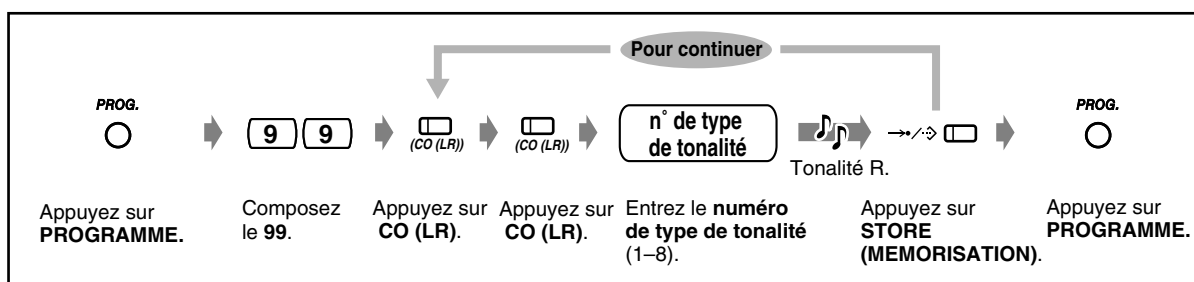 Pour continuer
PROG.
9 9
(CO (LR))
(CO (LR))
n° de type
de tonalité
Tonalité R.
PROG.
Appuyez sur
PROGRAMME.
Composez
le 99.
Appuyez sur
CO (LR).
Appuyez sur
CO (LR).
Entrez le numéro
de type de tonalité
(1–8).
Appuyez sur
STORE
(MEMORISATION).
Appuyez sur
PROGRAMME.